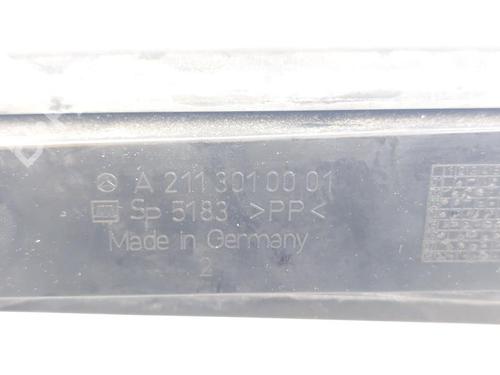 A 211 301 00 01
Sp 5183 >PP<
Made in Germany
2